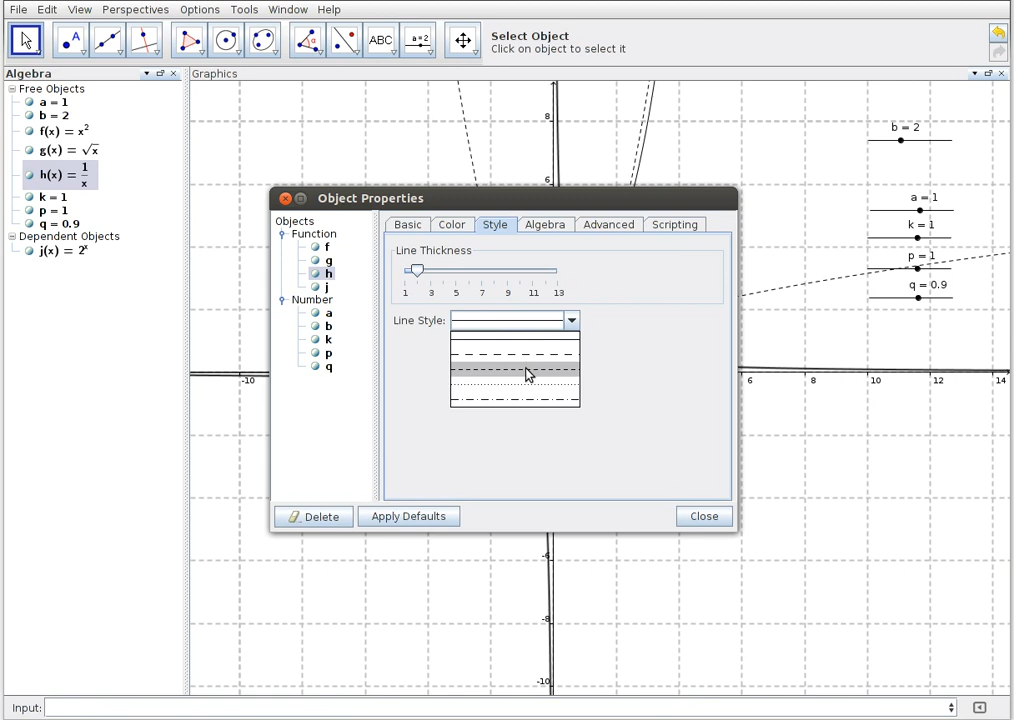 File Edit View Perspectives Options Tools Window Help
A
α
ABC
a=2
Select Object
Click on object to select it
Algebra
Graphics
Free Objects
a = 1
b = 2
f(x) = x²
g(x) = √x
h(x) = 1/x
k = 1
p = 1
q = 0.9
Dependent Objects
j(x) = 2ˣ
8
6
-10
6 8 10 12 14
-6
-8
-10
b = 2
a = 1
k = 1
p = 1
q = 0.9
Object Properties
Objects
Function
f
g
h
j
Number
a
b
k
p
q
Basic Color Style Algebra Advanced Scripting
Line Thickness
1 3 5 7 9 11 13
Line Style:
Delete Apply Defaults Close
Input: